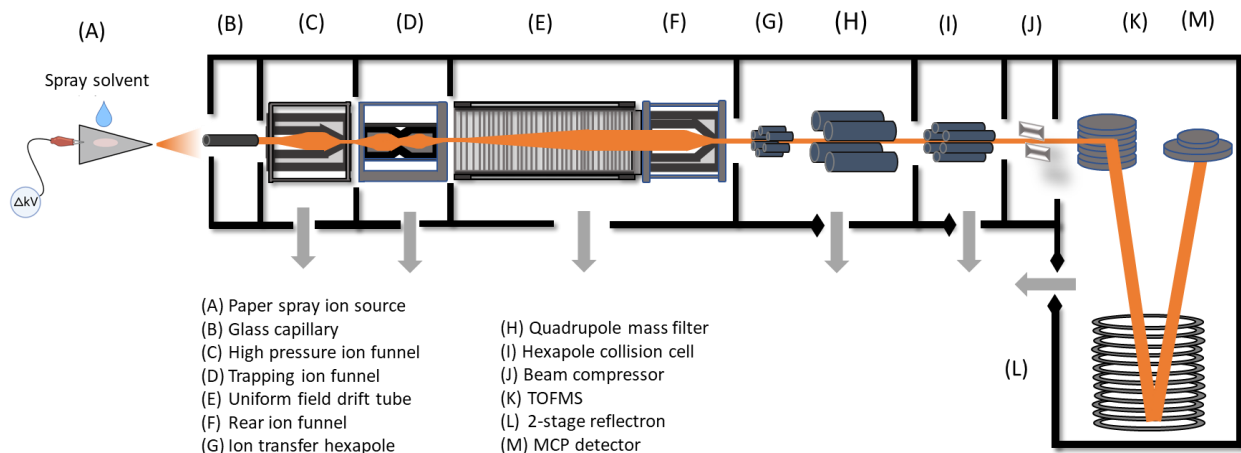 (A)
(B)
(C)
(D)
(E)
(F)
(G)
(H)
(I)
(J)
(K)
(M)
Spray solvent
ΔkV
(L)
(A) Paper spray ion source
(B) Glass capillary
(C) High pressure ion funnel
(D) Trapping ion funnel
(E) Uniform field drift tube
(F) Rear ion funnel
(G) Ion transfer hexapole
(H) Quadrupole mass filter
(I) Hexapole collision cell
(J) Beam compressor
(K) TOFMS
(L) 2-stage reflectron
(M) MCP detector